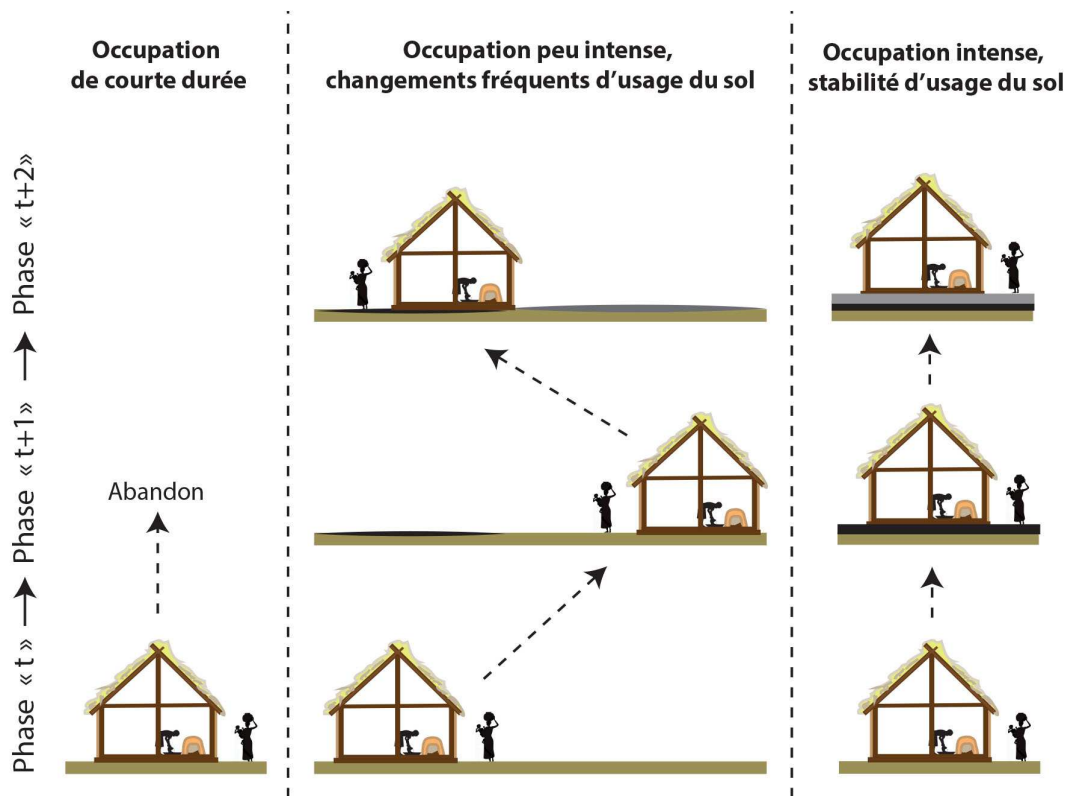 Occupation
de courte durée
Occupation peu intense,
changements fréquents d’usage du sol
Occupation intense,
stabilité d’usage du sol
Phase « t+2»
Phase « t+1»
Phase « t »
Abandon